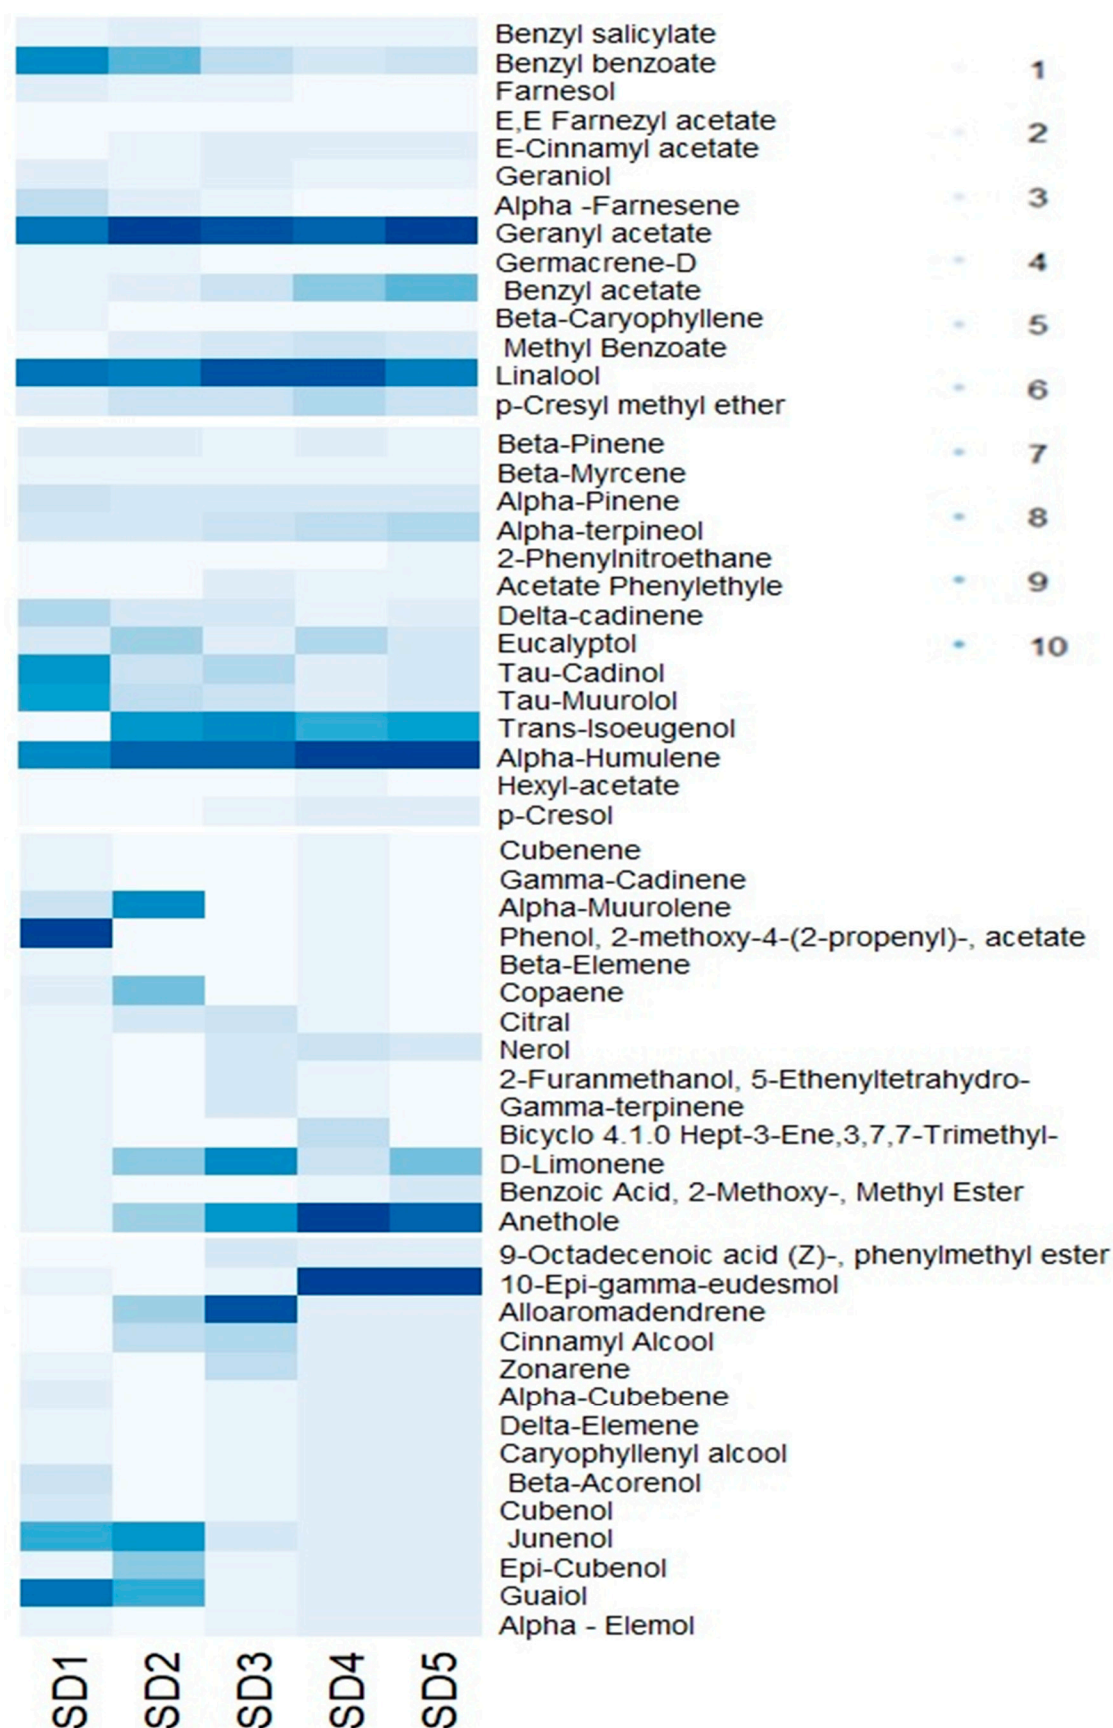 Benzyl salicylate
Benzyl benzoate
1
Farnesol
E,E Farnezyl acetate
2
E-Cinnamyl acetate
Geraniol
3
Alpha -Farnesene
Geranyl acetate
Germacrene-D
4
Benzyl acetate
Beta-Caryophyllene
5
Methyl Benzoate
Linalool
6
p-Cresyl methyl ether
Beta-Pinene
7
Beta-Myrcene
Alpha-Pinene
8
Alpha-terpineol
2-Phenylnitroethane
9
Acetate Phenylethyle
Delta-cadinene
Eucalyptol
10
Tau-Cadinol
Tau-Muurolol
Trans-Isoeugenol
Alpha-Humulene
Hexyl-acetate
p-Cresol
Cubenene
Gamma-Cadinene
Alpha-Muurolene
Phenol, 2-methoxy-4-(2-propenyl)-, acetate
Beta-Elemene
Copaene
Citral
Nerol
2-Furanmethanol, 5-Ethenyltetrahydro-
Gamma-terpinene
Bicyclo 4.1.0 Hept-3-Ene,3,7,7-Trimethyl-
D-Limonene
Benzoic Acid, 2-Methoxy-, Methyl Ester
Anethole
9-Octadecenoic acid (Z)-, phenylmethyl ester
10-Epi-gamma-eudesmol
Alloaromadendrene
Cinnamyl Alcool
Zonarene
Alpha-Cubebene
Delta-Elemene
Caryophyllenyl alcool
Beta-Acorenol
Cubenol
Junenol
Epi-Cubenol
Guaiol
Alpha - Elemol
SD1
SD2
SD3
SD4
SD5